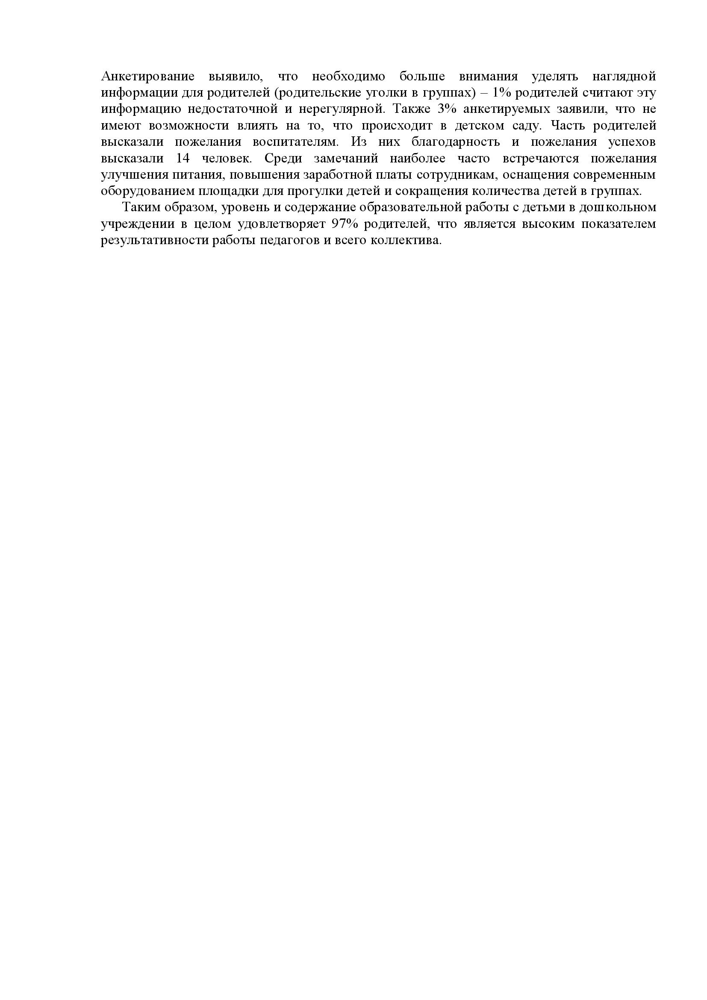 Анкетирование выявило, что необходимо больше внимания уделять наглядной
информации для родителей (родительские уголки в группах) – 1% родителей считают эту
информацию недостаточной и нерегулярной. Также 3% анкетируемых заявили, что не
имеют возможности влиять на то, что происходит в детском саду. Часть родителей
высказали пожелания воспитателям. Из них благодарность и пожелания успехов
высказали 14 человек. Среди замечаний наиболее часто встречаются пожелания
улучшения питания, повышения заработной платы сотрудникам, оснащения современным
оборудованием площадки для прогулки детей и сокращения количества детей в группах.
Таким образом, уровень и содержание образовательной работы с детьми в дошкольном
учреждении в целом удовлетворяет 97% родителей, что является высоким показателем
результативности работы педагогов и всего коллектива.